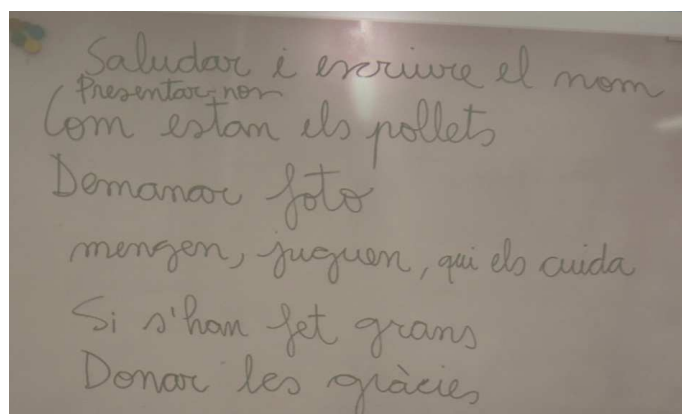 Saludar i escriure el nom
Presentar-nos
Com estan els pollets
Demanar foto
mengen, juguen, qui els cuida
Si s'han fet grans
Donar les gràcies